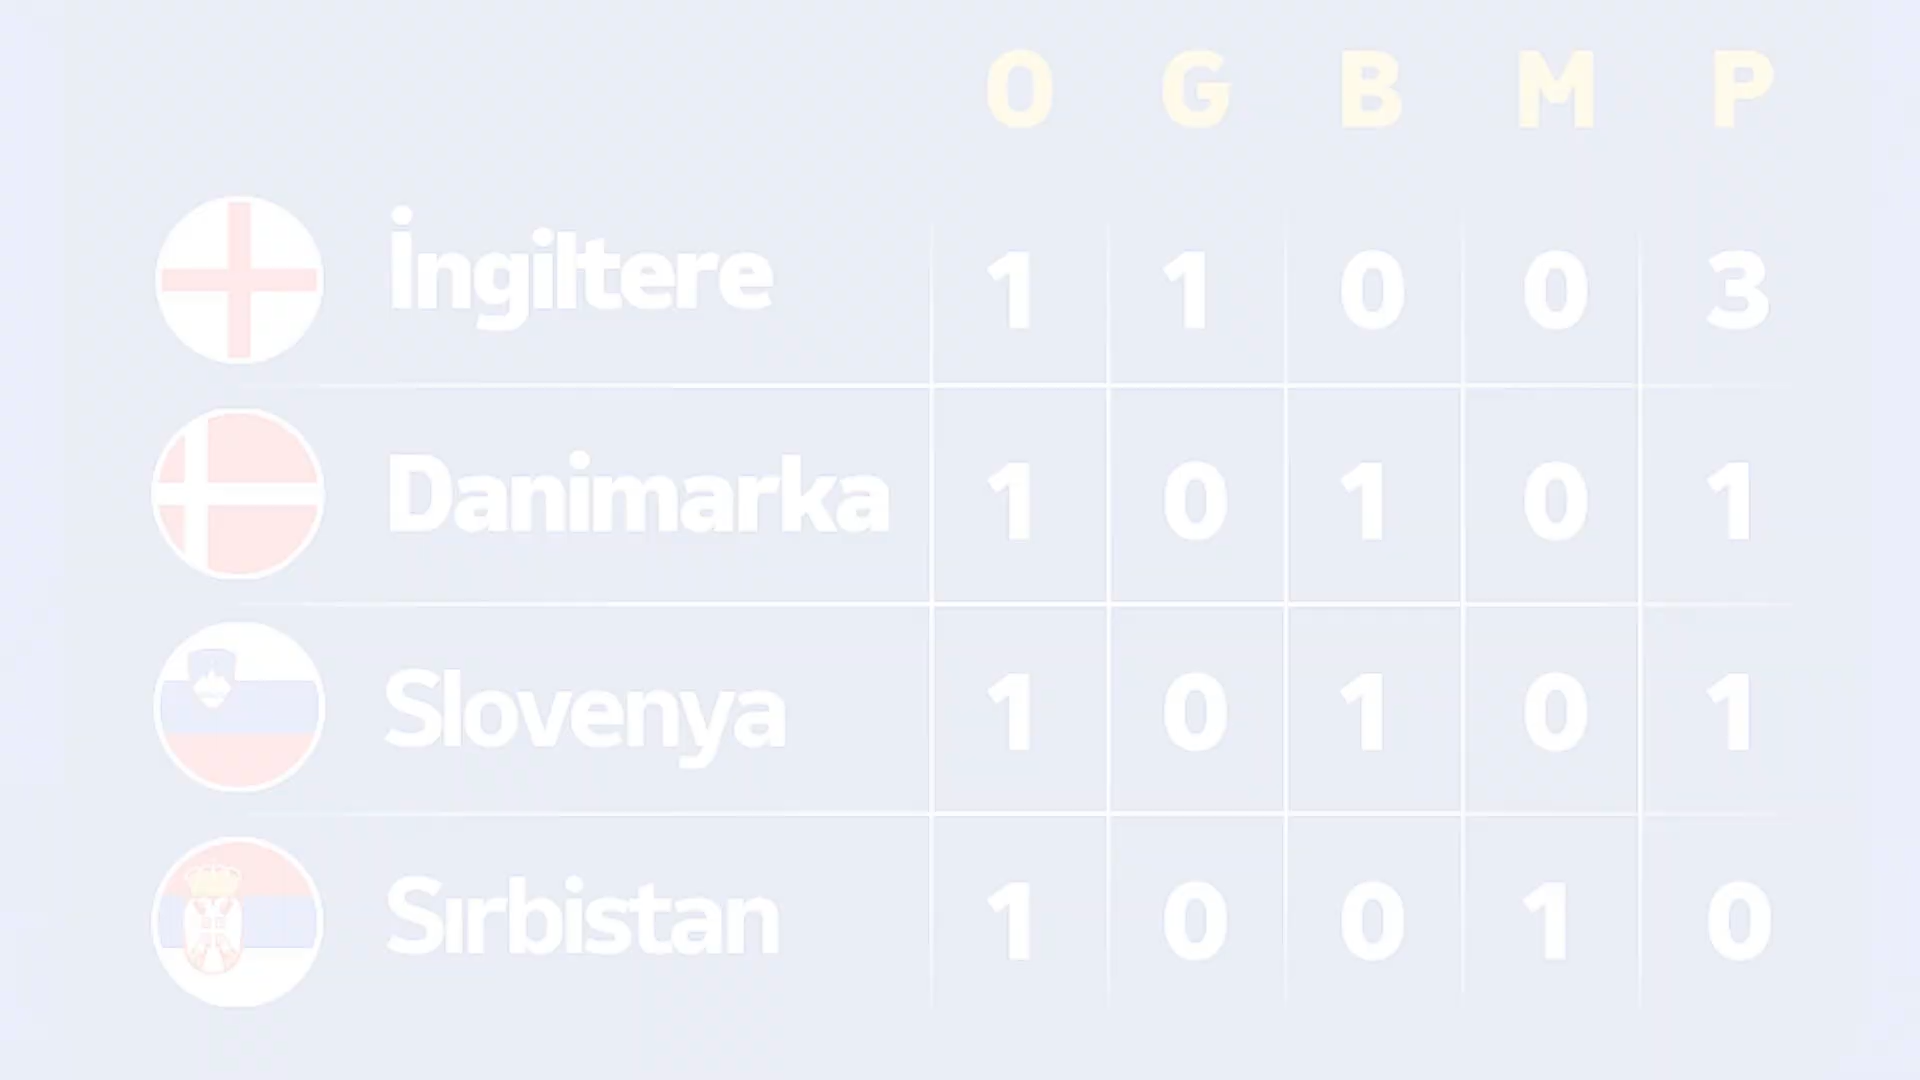 O G B M P
İngiltere 1 1 0 0 3
Danimarka 1 0 1 0 1
Slovenya 1 0 1 0 1
Sırbistan 1 0 0 1 0